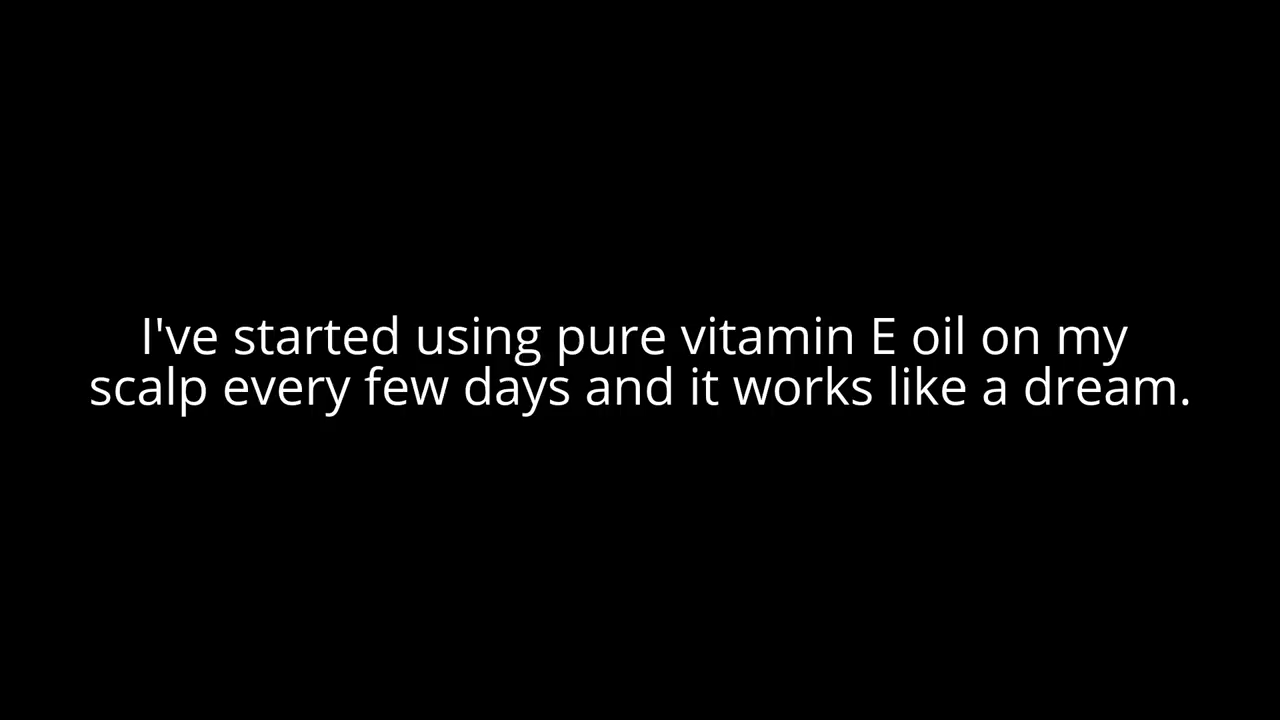 I've started using pure vitamin E oil on my
scalp every few days and it works like a dream.